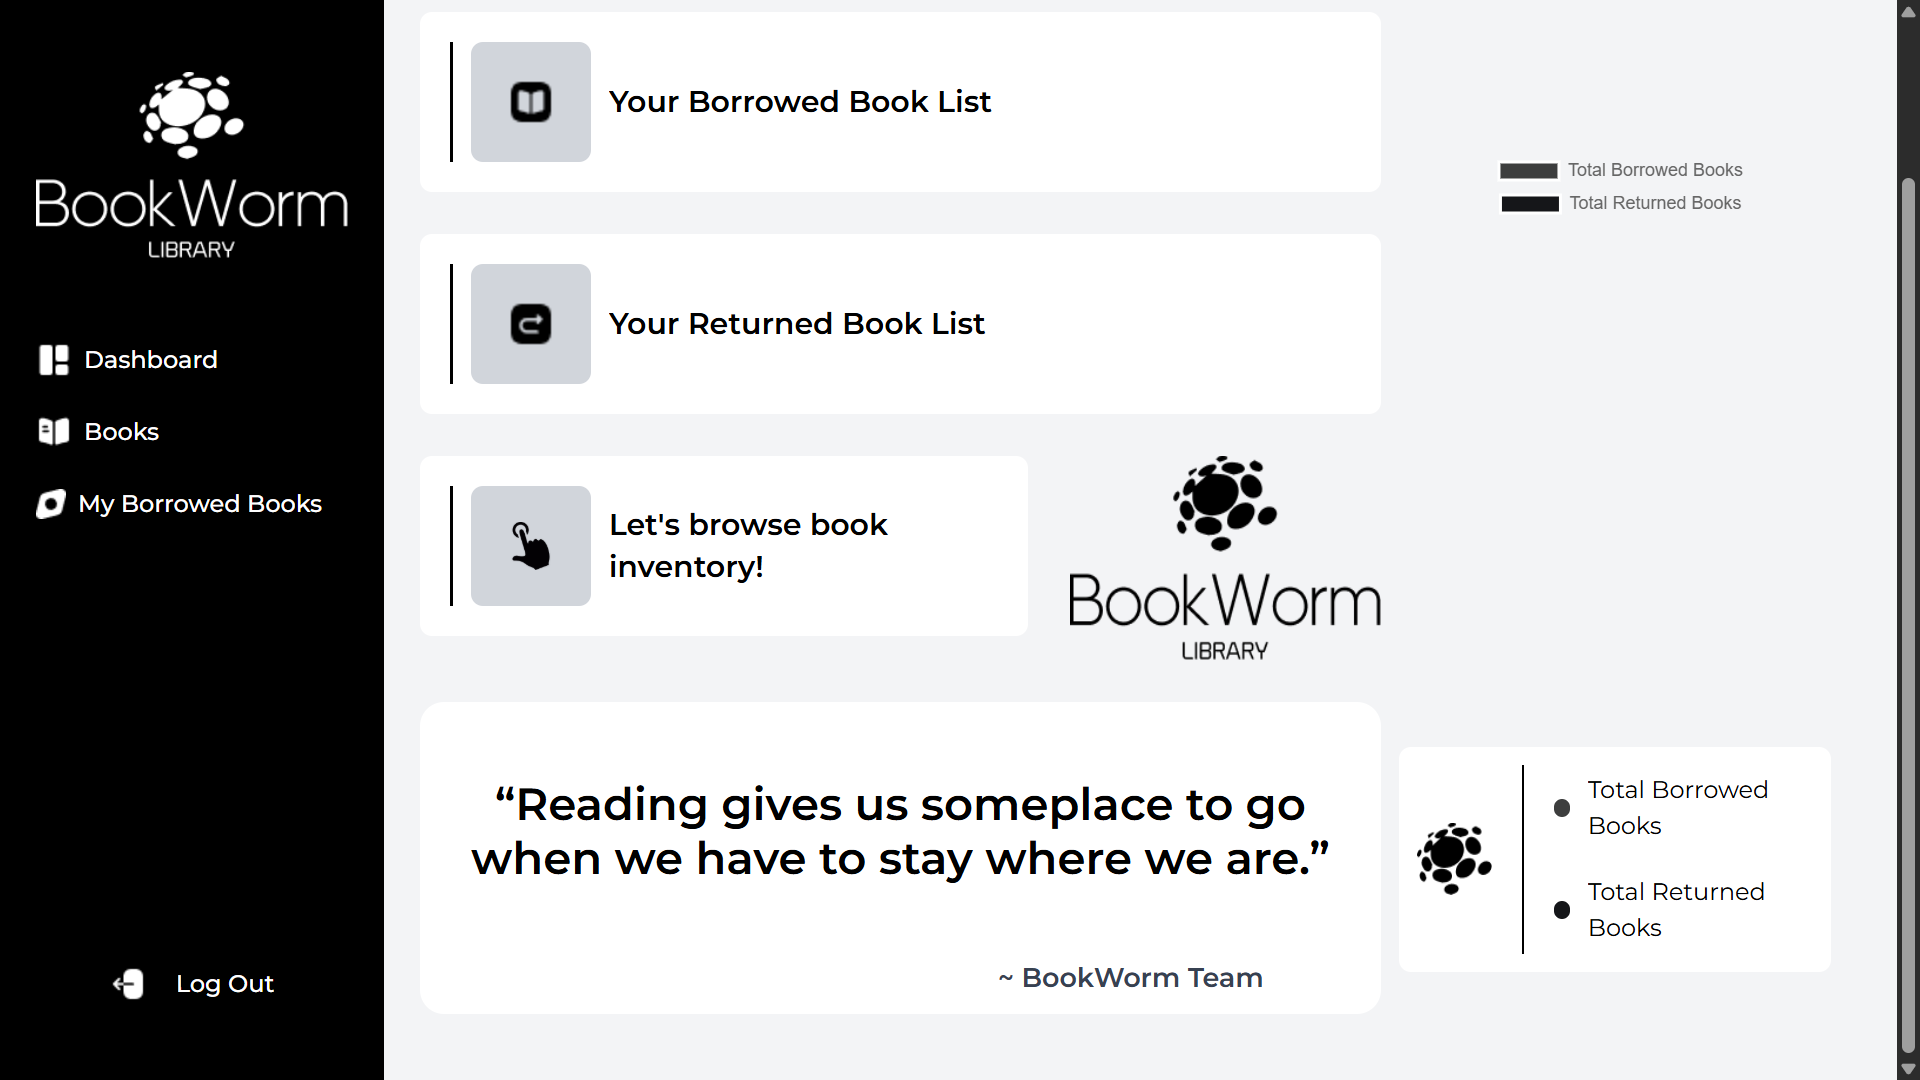 BookWorm
LIBRARY
Dashboard
Books
My Borrowed Books
Log Out
Your Borrowed Book List
Your Returned Book List
Let's browse book
inventory!
BookWorm
LIBRARY
“Reading gives us someplace to go
when we have to stay where we are.”
~ BookWorm Team
Total Borrowed Books
Total Returned Books
Total Borrowed
Books
Total Returned
Books